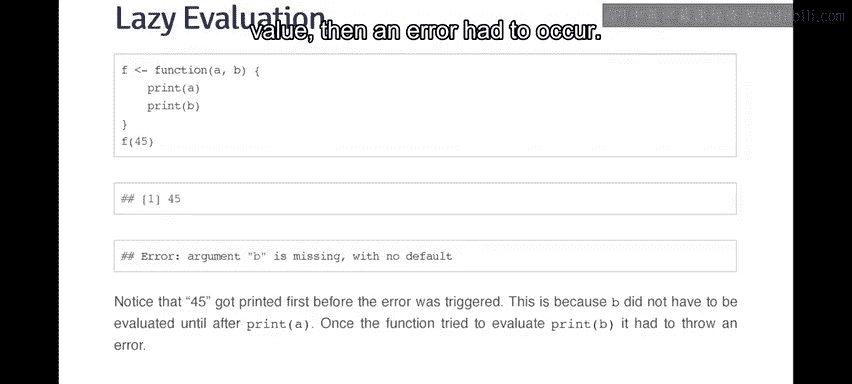 Lazy Evaluation
value, then an error had to occur.
f <- function(a, b) {
    print(a)
    print(b)
}
f(45)
## [1] 45
## Error: argument "b" is missing, with no default
Notice that “45” got printed first before the error was triggered. This is because b did not have to be
evaluated until after print(a). Once the function tried to evaluate print(b) it had to throw an
error.